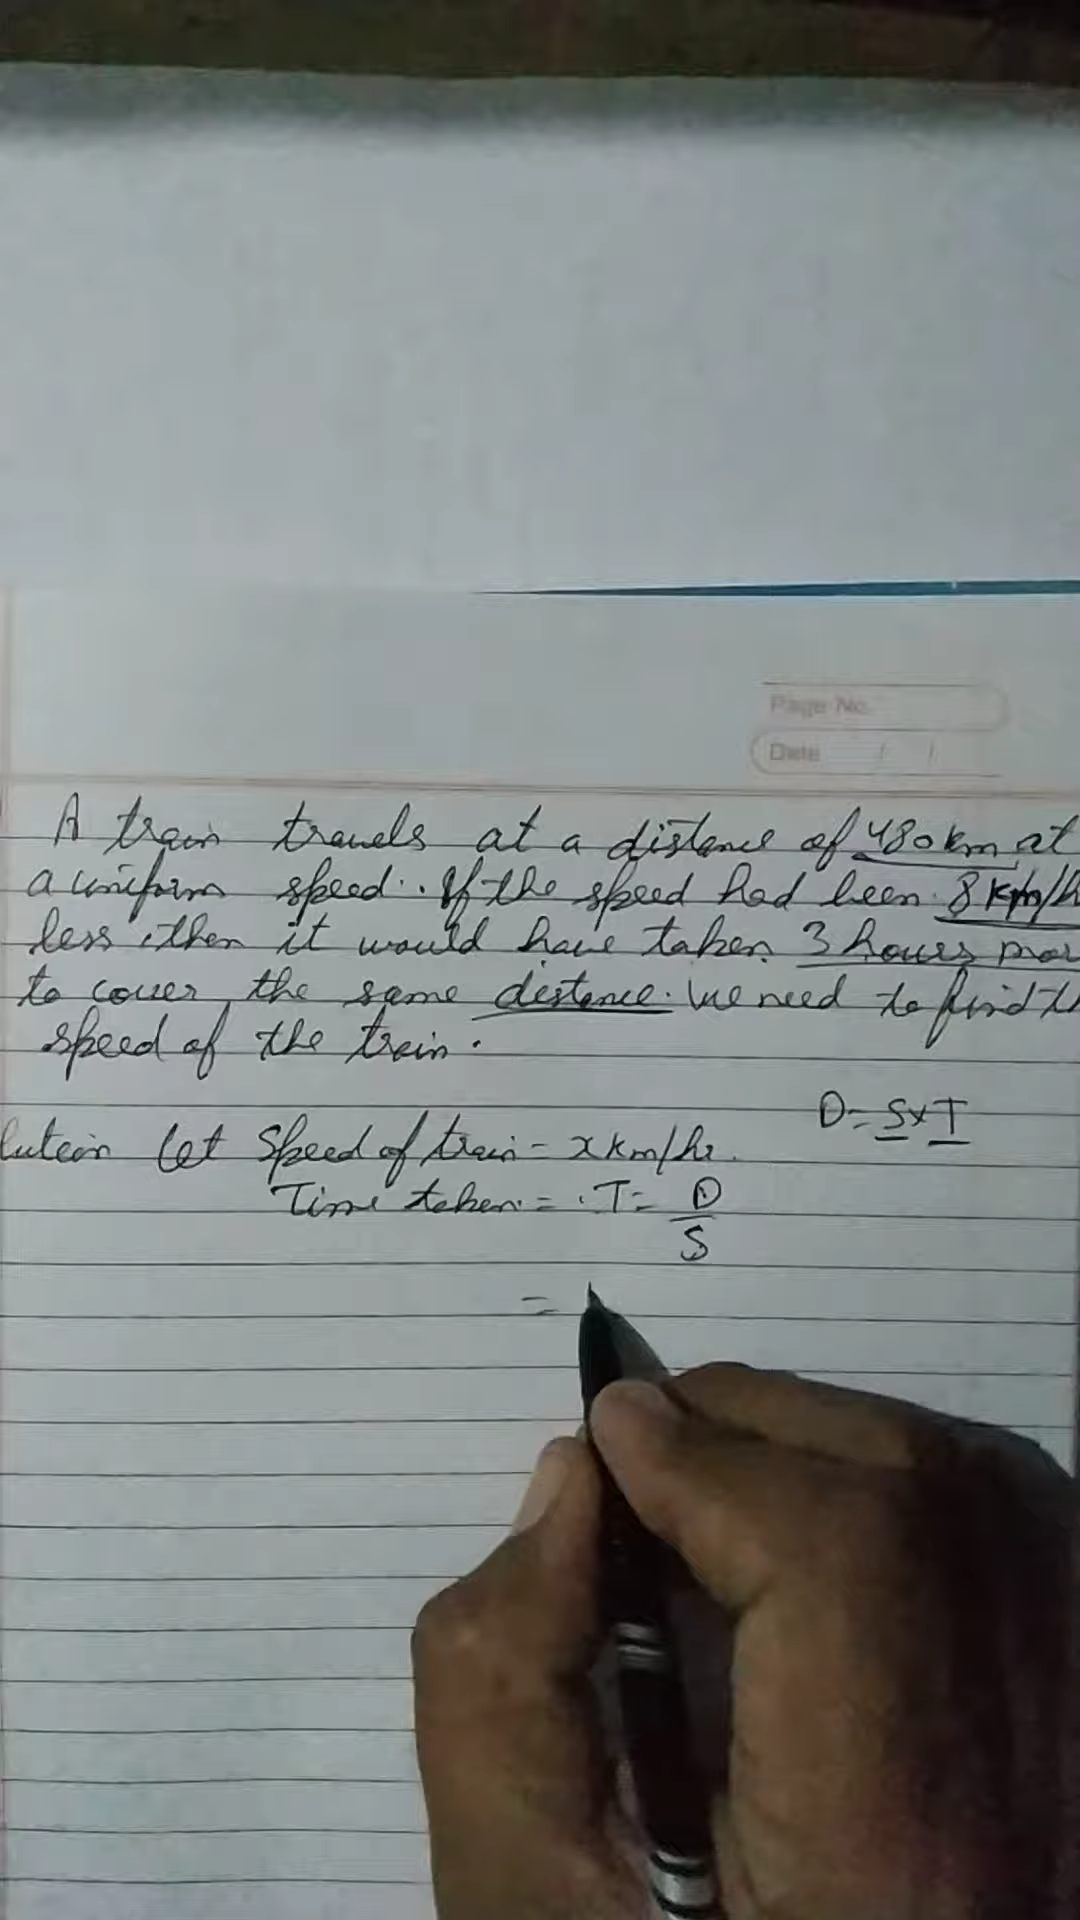 Page No.
Date / /
A train travels at a distance of 480 km at
a uniform speed. If the speed had been 8 km/h
less, then it would have taken 3 hours mor
to cover the same distance. We need to find th
speed of the train.
D = S × T
lution Let Speed of train = x km/hr.
Time taken = T = D/S
=